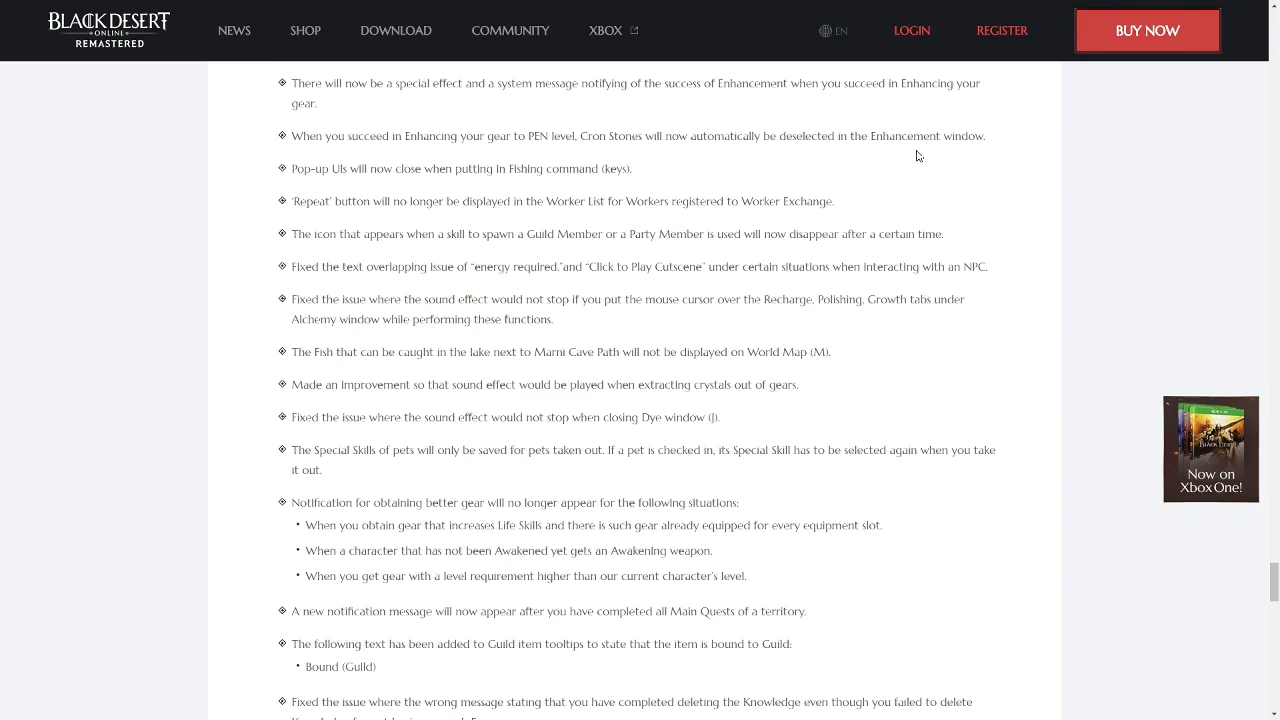 BLACK DESERT
ONLINE
REMASTERED
NEWS SHOP DOWNLOAD COMMUNITY XBOX EN LOGIN REGISTER BUY NOW
There will now be a special effect and a system message notifying of the success of Enhancement when you succeed in Enhancing your
gear.
When you succeed in Enhancing your gear to PEN level, Cron Stones will now automatically be deselected in the Enhancement window.
Pop-up UIs will now close when putting in Fishing command (keys).
‘Repeat’ button will no longer be displayed in the Worker List for Workers registered to Worker Exchange.
The icon that appears when a skill to spawn a Guild Member or a Party Member is used will now disappear after a certain time.
Fixed the text overlapping issue of “energy required.”and “Click to Play Cutscene” under certain situations when interacting with an NPC.
Fixed the issue where the sound effect would not stop if you put the mouse cursor over the Recharge, Polishing, Growth tabs under
Alchemy window while performing these functions.
The Fish that can be caught in the lake next to Marni Cave Path will not be displayed on World Map (M).
Made an improvement so that sound effect would be played when extracting crystals out of gears.
Fixed the issue where the sound effect would not stop when closing Dye window (J).
The Special Skills of pets will only be saved for pets taken out. If a pet is checked in, its Special Skill has to be selected again when you take
it out.
Notification for obtaining better gear will no longer appear for the following situations:
• When you obtain gear that increases Life Skills and there is such gear already equipped for every equipment slot.
• When a character that has not been Awakened yet gets an Awakening weapon.
• When you get gear with a level requirement higher than our current character’s level.
A new notification message will now appear after you have completed all Main Quests of a territory.
The following text has been added to Guild item tooltips to state that the item is bound to Guild:
• Bound (Guild)
Fixed the issue where the wrong message stating that you have completed deleting the Knowledge even though you failed to delete
BLACK DESERT
Now on
Xbox One!